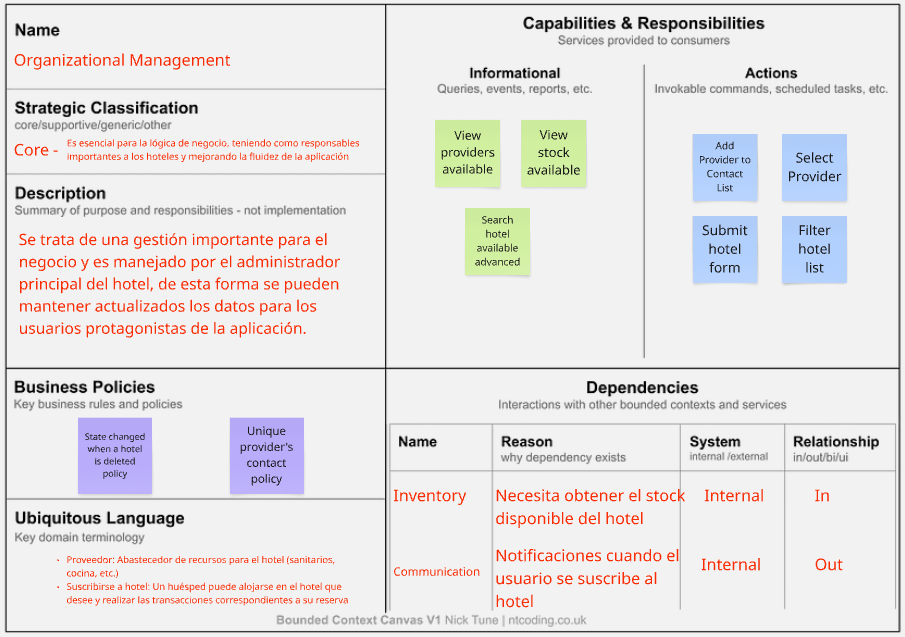 Name
Organizational Management
Strategic Classification
core/supportive/generic/other
Core -
Es esencial para la lógica de negocio, teniendo como responsables
importantes a los hoteles y mejorando la fluidez de la aplicación
Description
Summary of purpose and responsibilities - not implementation
Se trata de una gestión importante para el
negocio y es manejado por el administrador
principal del hotel, de esta forma se pueden
mantener actualizados los datos para los
usuarios protagonistas de la aplicación.
Business Policies
Key business rules and policies
State changed
when a hotel
is deleted
policy
Unique
provider's
contact
policy
Ubiquitous Language
Key domain terminology
· Proveedor: Abastecedor de recursos para el hotel (sanitarios,
cocina, etc.)
· Suscribirse a hotel: Un huésped puede alojarse en el hotel que
desee y realizar las transacciones correspondientes a su reserva
Capabilities & Responsibilities
Services provided to consumers
Informational
Queries, events, reports, etc.
View
providers
available
View
stock
available
Search
hotel
available
advanced
Actions
Invokable commands, scheduled tasks, etc.
Add
Provider to
Contact
List
Select
Provider
Submit
hotel
form
Filter
hotel
list
Dependencies
Interactions with other bounded contexts and services
Name
Reason
why dependency exists
System
internal /external
Relationship
in/out/bi/ui
Inventory
Necesita obtener el stock
disponible del hotel
Internal
In
Communication
Notificaciones cuando el
usuario se suscribe al
hotel
Internal
Out
Bounded Context Canvas V1 Nick Tune | ntcoding.co.uk